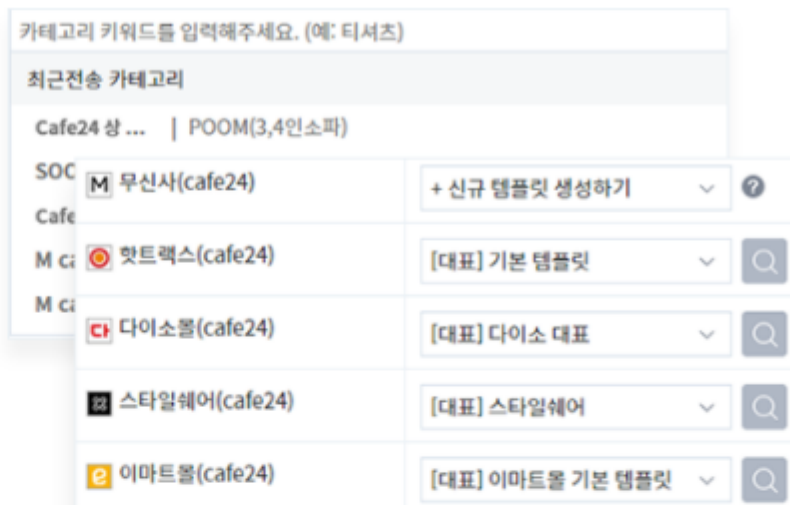 카테고리 키워드를 입력해주세요. (예: 티셔츠)
최근전송 카테고리
Cafe24 상 ... | POOM(3,4인소파)
SOC
Cafe
M ca
M ca
M 무신사(cafe24) + 신규 템플릿 생성하기 ?
핫트랙스(cafe24) [대표] 기본 템플릿
다 다이소몰(cafe24) [대표] 다이소 대표
스타일쉐어(cafe24) [대표] 스타일쉐어
e 이마트몰(cafe24) [대표] 이마트몰 기본 템플릿